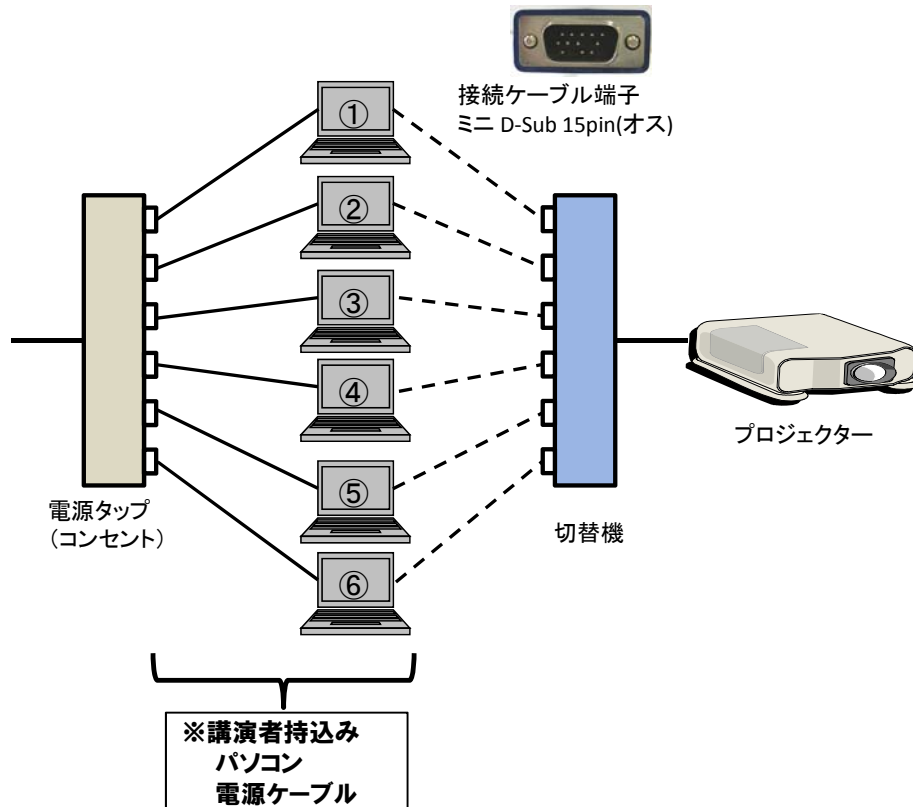 接続ケーブル端子
ミニ D-Sub 15pin(オス)
①
②
③
④
⑤
⑥
電源タップ
（コンセント）
切替機
プロジェクター
※講演者持込み
パソコン
電源ケーブル